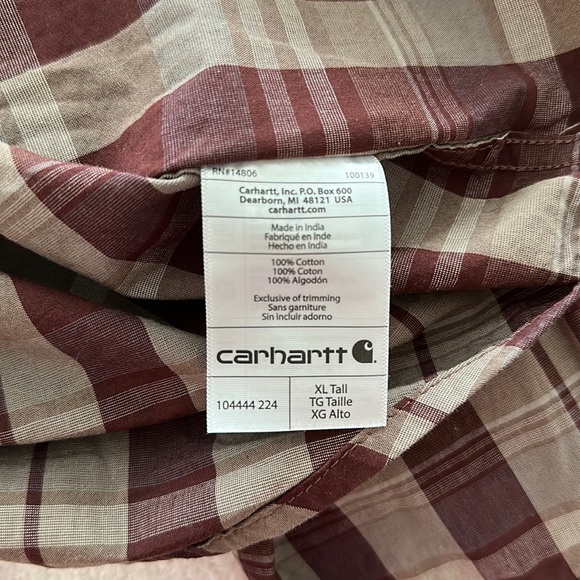 RN#14806 100139
Carhartt, Inc. P.O. Box 600
Dearborn, MI 48121 USA
carhartt.com
Made in India
Fabriqué en Inde
Hecho en India
100% Cotton
100% Coton
100% Algodón
Exclusive of trimming
Sans garniture
Sin incluir adorno
carhartt
104444 224
XL Tall
TG Taille
XG Alto